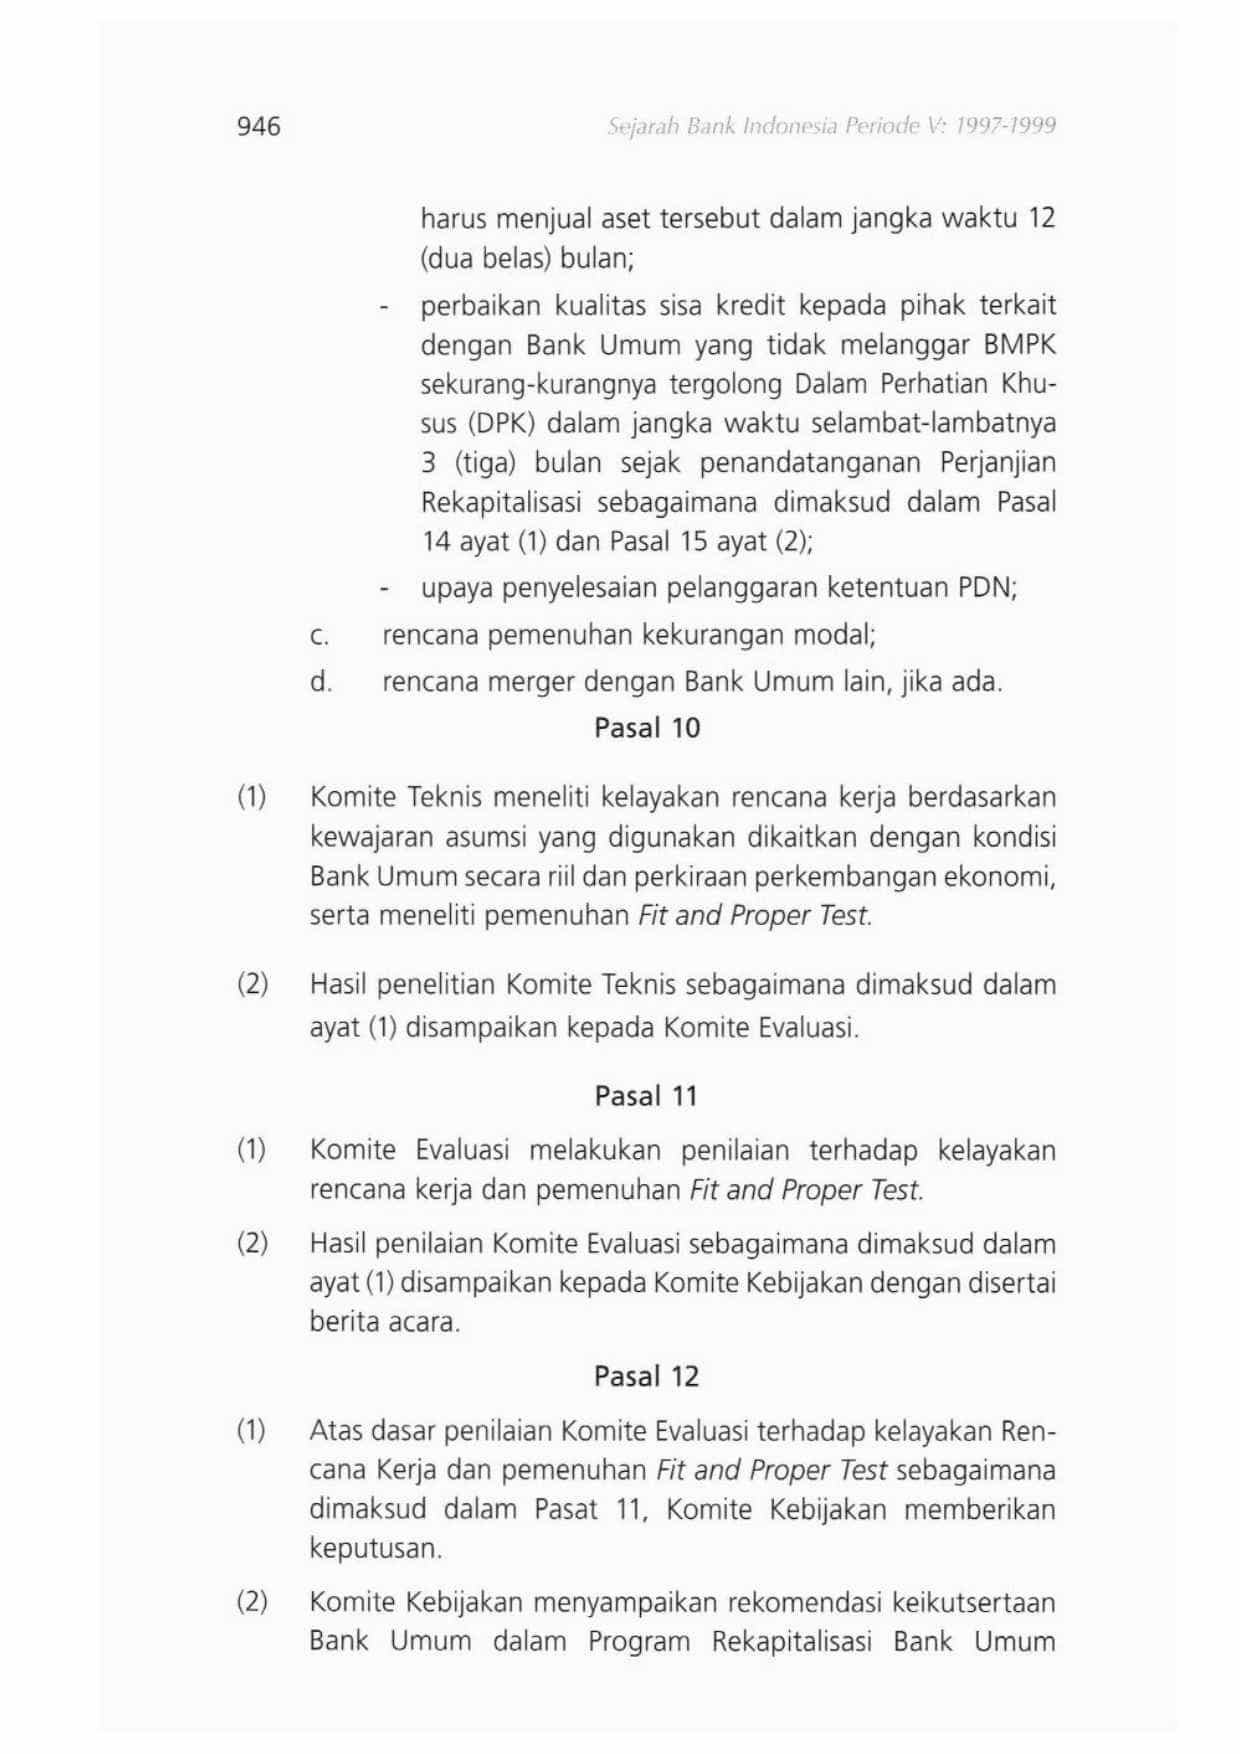 946
Sejarah Bank Indonesia Periode V: 1997-1999
harus menjual aset tersebut dalam jangka waktu 12
(dua belas) bulan;
- perbaikan kualitas sisa kredit kepada pihak terkait
dengan Bank Umum yang tidak melanggar BMPK
sekurang-kurangnya tergolong Dalam Perhatian Khu-
sus (DPK) dalam jangka waktu selambat-lambatnya
3 (tiga) bulan sejak penandatanganan Perjanjian
Rekapitalisasi sebagaimana dimaksud dalam Pasal
14 ayat (1) dan Pasal 15 ayat (2);
- upaya penyelesaian pelanggaran ketentuan PDN;
c. rencana pemenuhan kekurangan modal;
d. rencana merger dengan Bank Umum lain, jika ada.
Pasal 10
(1) Komite Teknis meneliti kelayakan rencana kerja berdasarkan
kewajaran asumsi yang digunakan dikaitkan dengan kondisi
Bank Umum secara riil dan perkiraan perkembangan ekonomi,
serta meneliti pemenuhan Fit and Proper Test.
(2) Hasil penelitian Komite Teknis sebagaimana dimaksud dalam
ayat (1) disampaikan kepada Komite Evaluasi.
Pasal 11
(1) Komite Evaluasi melakukan penilaian terhadap kelayakan
rencana kerja dan pemenuhan Fit and Proper Test.
(2) Hasil penilaian Komite Evaluasi sebagaimana dimaksud dalam
ayat (1) disampaikan kepada Komite Kebijakan dengan disertai
berita acara.
Pasal 12
(1) Atas dasar penilaian Komite Evaluasi terhadap kelayakan Ren-
cana Kerja dan pemenuhan Fit and Proper Test sebagaimana
dimaksud dalam Pasat 11, Komite Kebijakan memberikan
keputusan.
(2) Komite Kebijakan menyampaikan rekomendasi keikutsertaan
Bank Umum dalam Program Rekapitalisasi Bank Umum